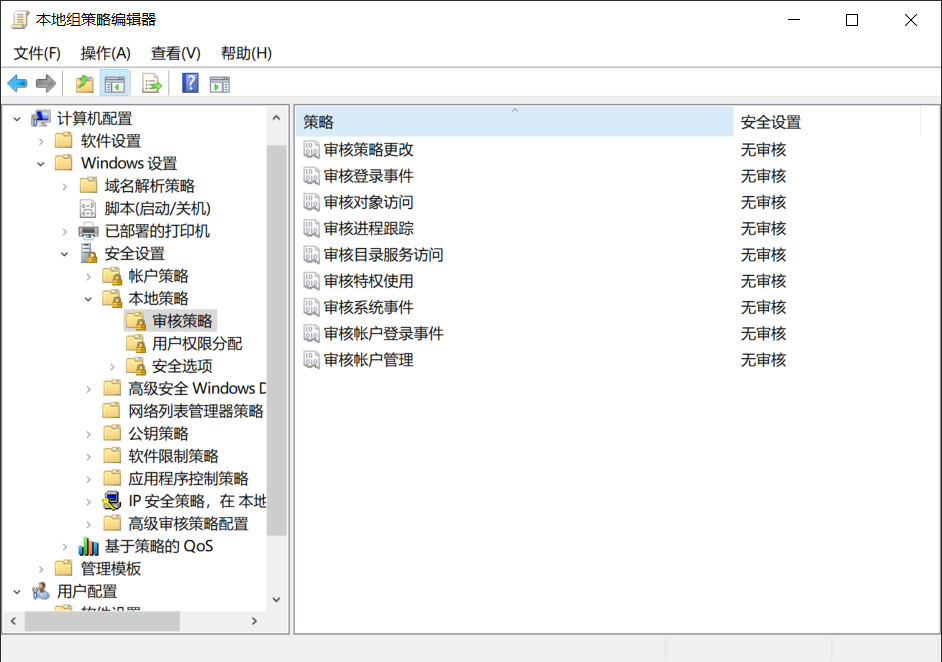 本地组策略编辑器
文件(F) 操作(A) 查看(V) 帮助(H)
计算机配置
软件设置
Windows 设置
域名解析策略
脚本(启动/关机)
已部署的打印机
安全设置
帐户策略
本地策略
审核策略
用户权限分配
安全选项
高级安全 Windows D
网络列表管理器策略
公钥策略
软件限制策略
应用程序控制策略
IP 安全策略，在 本地
高级审核策略配置
基于策略的 QoS
管理模板
用户配置
软件设置
策略 安全设置
审核策略更改 无审核
审核登录事件 无审核
审核对象访问 无审核
审核进程跟踪 无审核
审核目录服务访问 无审核
审核特权使用 无审核
审核系统事件 无审核
审核帐户登录事件 无审核
审核帐户管理 无审核